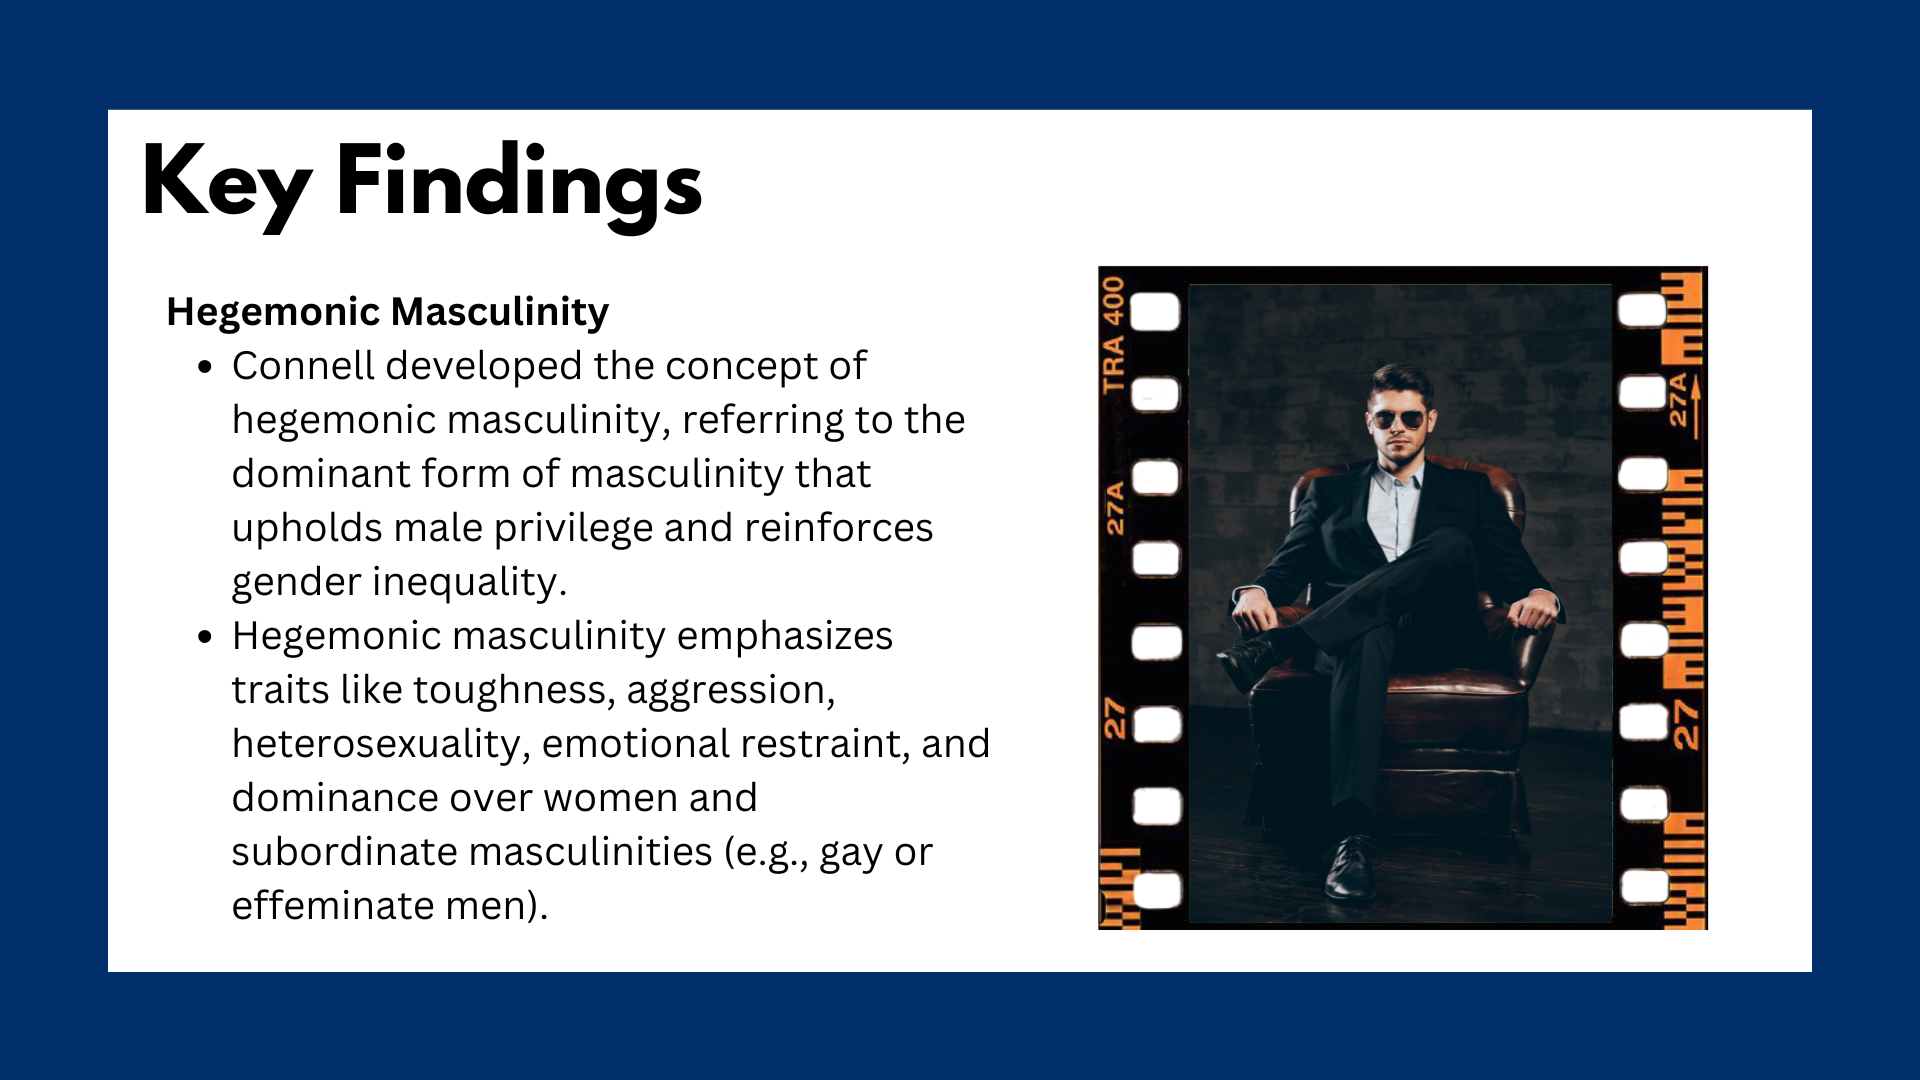 Key Findings
Hegemonic Masculinity
• Connell developed the concept of
hegemonic masculinity, referring to the
dominant form of masculinity that
upholds male privilege and reinforces
gender inequality.
• Hegemonic masculinity emphasizes
traits like toughness, aggression,
heterosexuality, emotional restraint, and
dominance over women and
subordinate masculinities (e.g., gay or
effeminate men).
TRA 400
27A
27
27A
27